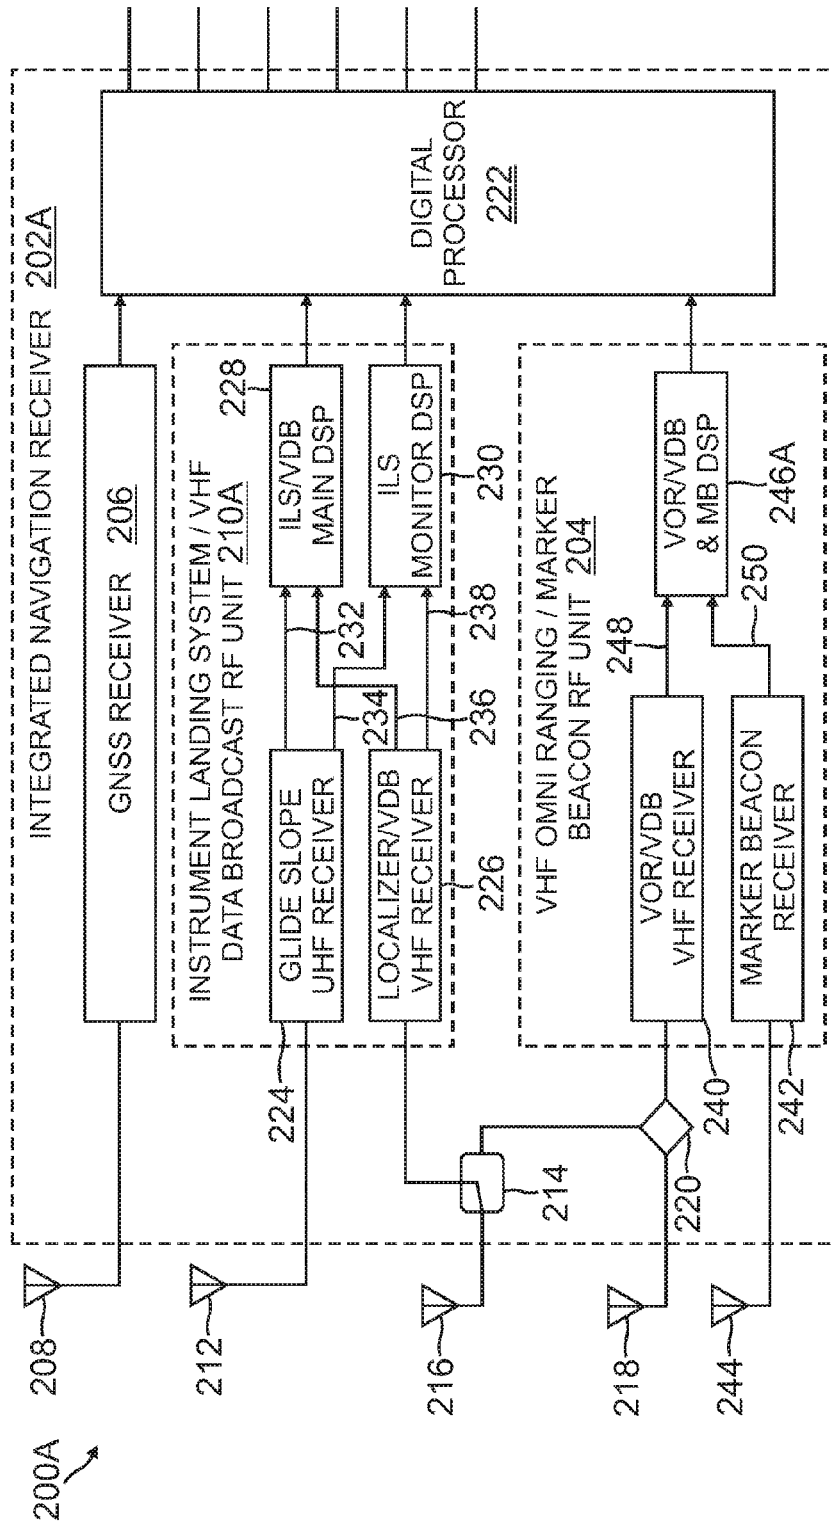 200A
INTEGRATED NAVIGATION RECEIVER 202A
208
GNSS RECEIVER 206
212
INSTRUMENT LANDING SYSTEM / VHF
DATA BROADCAST RF UNIT 210A
224
GLIDE SLOPE
UHF RECEIVER
232
234
228
ILS/VDB
MAIN DSP
LOCALIZER/VDB
VHF RECEIVER
226
236
238
ILS
MONITOR DSP
230
DIGITAL
PROCESSOR
222
216
214
VHF OMNI RANGING / MARKER
BEACON RF UNIT 204
218
220
240
VOR/VDB
VHF RECEIVER
248
VOR/VDB
& MB DSP
246A
250
244
242
MARKER BEACON
RECEIVER